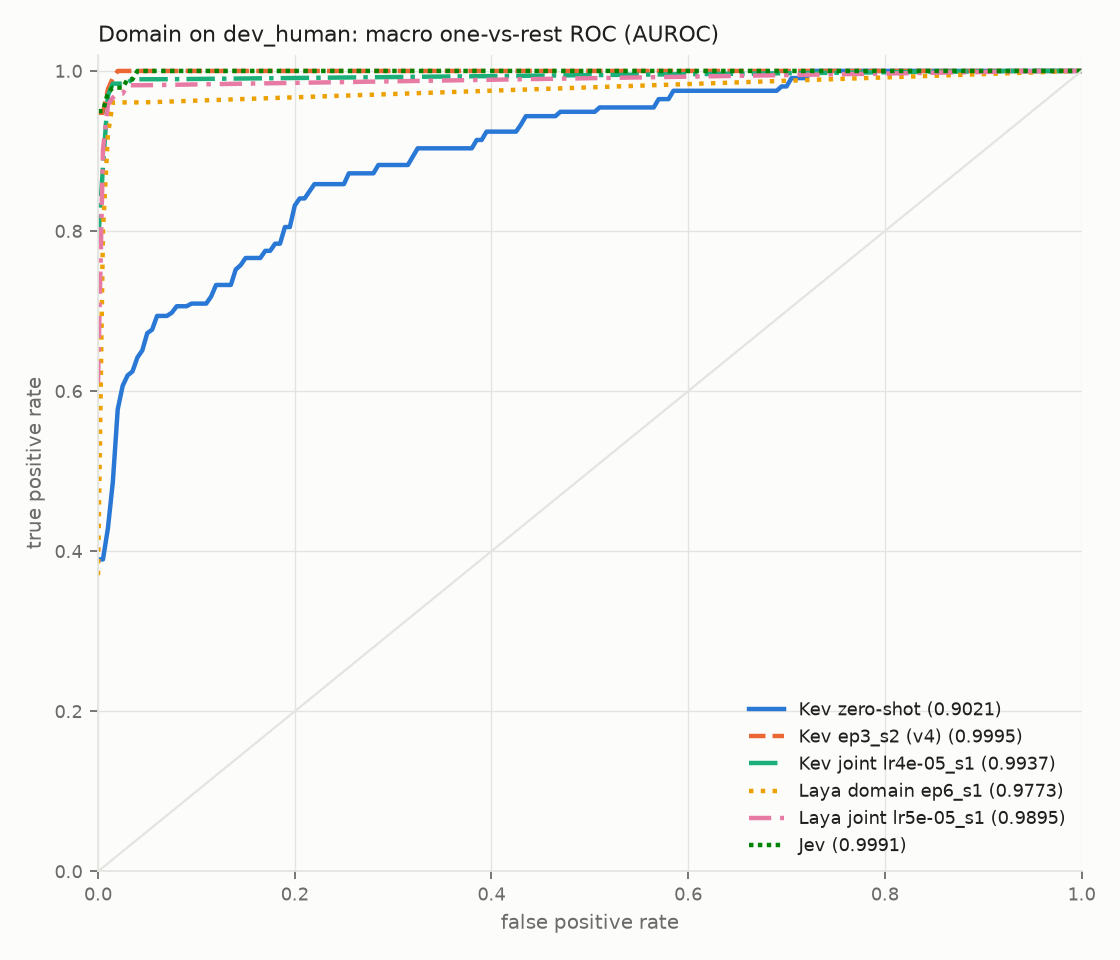 Domain on dev_human: macro one-vs-rest ROC (AUROC)
true positive rate
1.0
0.8
0.6
0.4
0.2
0.0
Kev zero-shot (0.9021)
Kev ep3_s2 (v4) (0.9995)
Kev joint lr4e-05_s1 (0.9937)
Laya domain ep6_s1 (0.9773)
Laya joint lr5e-05_s1 (0.9895)
Jev (0.9991)
0.0 0.2 0.4 0.6 0.8 1.0
false positive rate